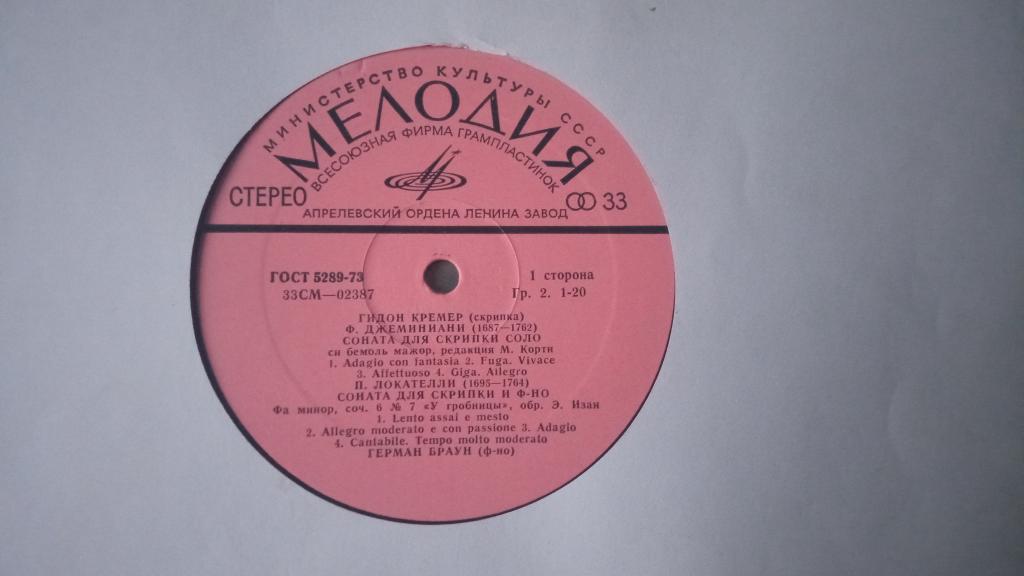 МИНИСТЕРСТВО КУЛЬТУРЫ СССР
МЕЛОДИЯ
ВСЕСОЮЗНАЯ ФИРМА ГРАМПЛАСТИНОК
СТЕРЕО
33
АПРЕЛЕВСКИЙ ОРДЕНА ЛЕНИНА ЗАВОД
ГОСТ 5289-73
1 сторона
33СМ—02387
Гр. 2. 1-20
ГИДОН КРЕМЕР (скрипка)
Ф. ДЖЕМИНИАНИ (1687—1762)
СОНАТА ДЛЯ СКРИПКИ СОЛО
си бемоль мажор, редакция М. Корти
1. Adagio con fantasia 2. Fuga. Vivace
3. Affettuoso 4. Giga. Allegro
П. ЛОКАТЕЛЛИ (1695—1764)
СОНАТА ДЛЯ СКРИПКИ И Ф-НО
Фа минор, соч. 6 № 7 «У гробницы», обр. Э. Изаи
1. Lento assai e mesto
2. Allegro moderato e con passione 3. Adagio
4. Cantabile. Tempo molto moderato
ГЕРМАН БРАУН (ф-но)